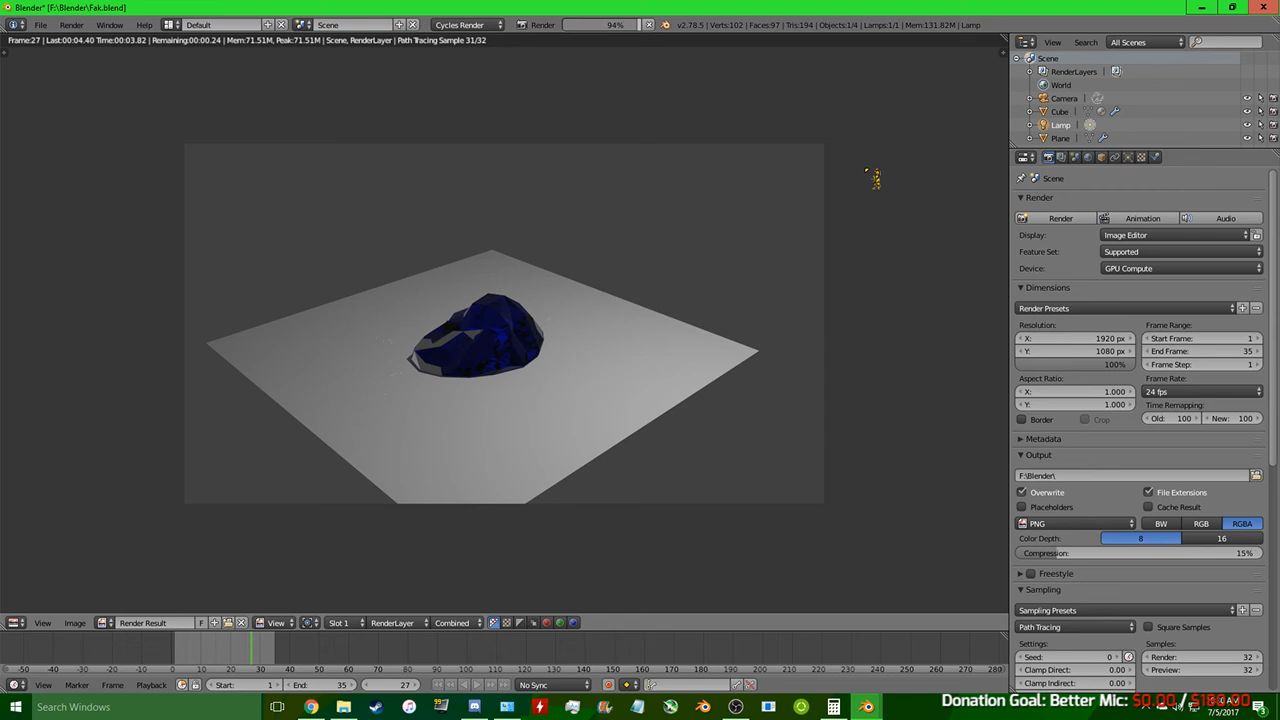 Blender* [F:\Blender\Fak.blend]
File Render Window Help Default Scene Cycles Render Render 94% v2.78.5 | Verts:102 | Faces:97 | Tris:194 | Objects:1/4 | Lamps:1/1 | Mem:131.82M | Lamp
Frame:27 | Last:00:04.40 Time:00:03.82 | Remaining:00:00.24 | Mem:71.51M, Peak:71.51M | Scene, RenderLayer | Path Tracing Sample 31/32
View Search All Scenes
Scene
RenderLayers
World
Camera
Cube
Lamp
Plane
Scene
Render
Render Animation Audio
Display: Image Editor
Feature Set: Supported
Device: GPU Compute
Dimensions
Render Presets
Resolution: Frame Range:
X: 1920 px Start Frame: 1
Y: 1080 px End Frame: 35
100% Frame Step: 1
Aspect Ratio: Frame Rate:
X: 1.000 24 fps
Y: 1.000 Time Remapping:
Border Crop Old: 100 New: 100
Metadata
Output
F:\Blender\
Overwrite File Extensions
Placeholders Cache Result
PNG BW RGB RGBA
Color Depth: 8 16
Compression: 15%
Freestyle
Sampling
Sampling Presets
Path Tracing Square Samples
Settings: Samples:
Seed: 0 Render: 32
Clamp Direct: 0.00 Preview: 32
Clamp Indirect: 0.00
View Image Render Result F View Slot 1 RenderLayer Combined
-50 -40 -30 -20 -10 0 10 20 30 40 50 60 70 80 90 100 110 120 130 140 150 160 170 180 190 200 210 220 230 240 250 260 270 280
View Marker Frame Playback Start: 1 End: 35 27 No Sync
Search Windows
Donation Goal: Better Mic: $0.00 /
7/5/2017